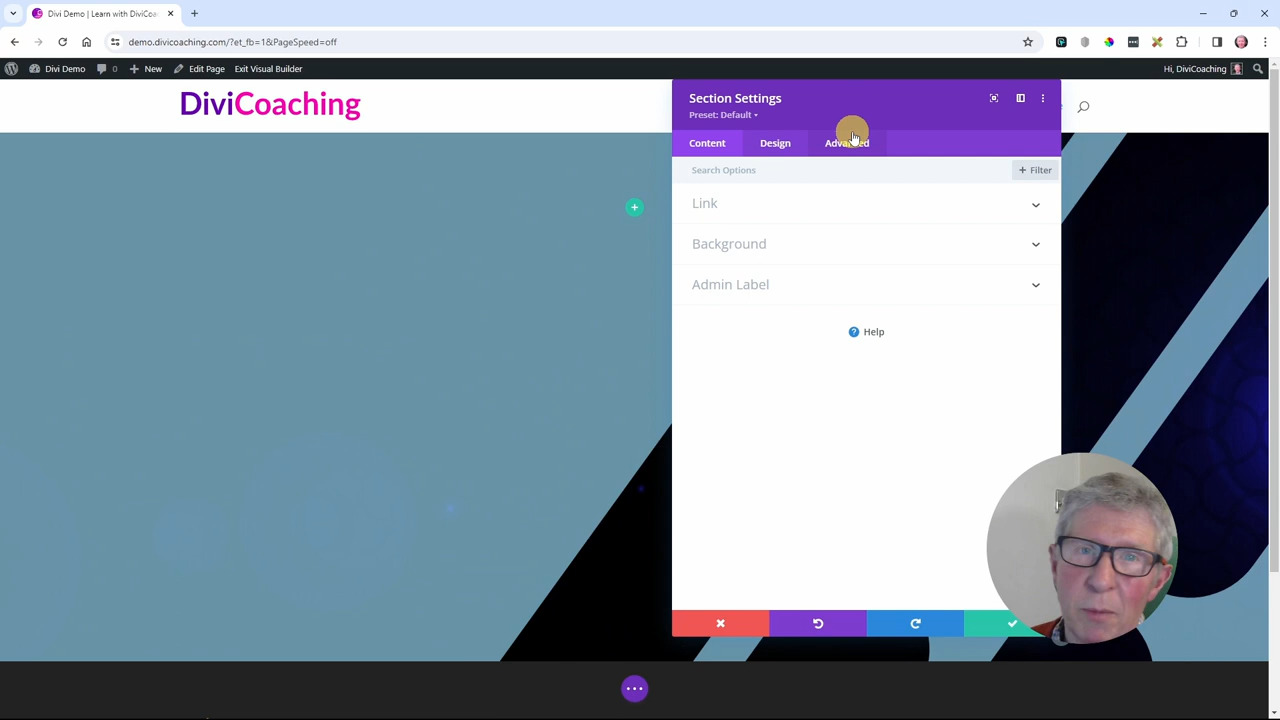 Divi Demo | Learn with DiviCoa
demo.divicoaching.com/?et_fb=1&PageSpeed=off
Divi Demo 0 New Edit Page Exit Visual Builder Hi, DiviCoaching
DiviCoaching
Section Settings
Preset: Default
Content Design Advanced
Search Options + Filter
Link
Background
Admin Label
? Help